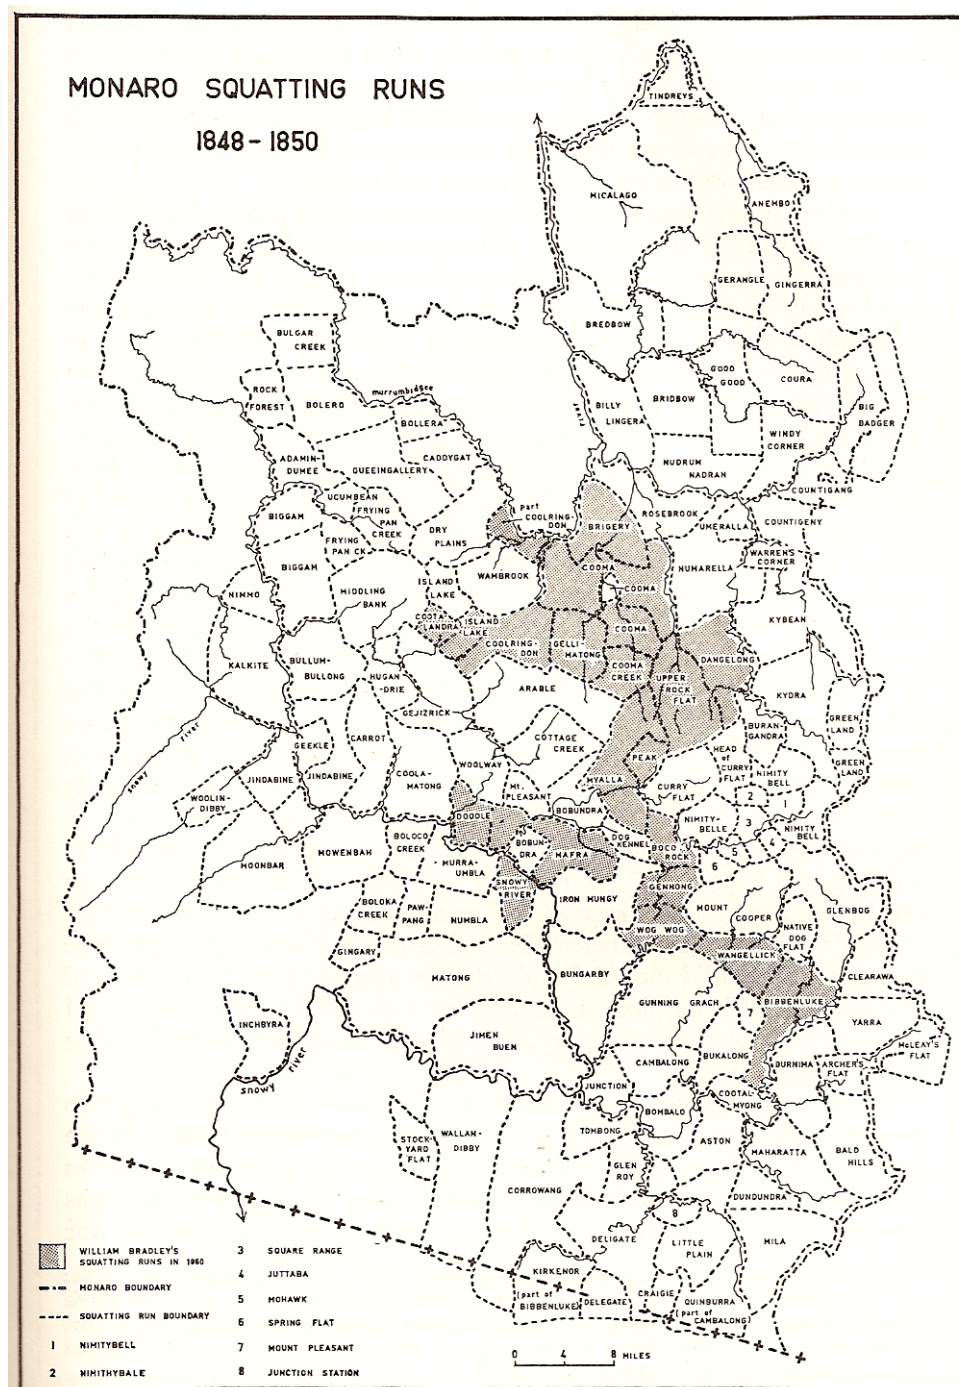 MONARO SQUATTING RUNS
1848-1850
TINDREYS
MICALAGO
ANEMBO
GERANGLE
GINGERRA
BREDBOW
BULGAR
CREEK
GOOD
GOOD
COURA
ROCK
FOREST
BOLERO
murrumbidgee
river
BILLY
LINGERA
BRIDBOW
BIG
BADGER
BOLLERA
WINDY
CORNER
CADDYGAT
ADAMIN-
DUMEE
QUEEINGALLERY
NUDRUM
NADRAH
COUNTIGANG
UCUMBEAN
FRYING
PAN
CREEK
part
COOLRING-
DON
BIGGAM
DRY
PLAINS
BRIGERY
ROSEBROOK
UMERALLA
COUNTIGENY
FRYING
PAN CK.
WARREN'S
CORNER
BIGGAM
ISLAND
LAKE
WAMBROOK
COOMA
NUMARELLA
NIMMO
MIDDLING
BANK
COOMA
KYBEAN
COOTA-
LANDRA
ISLAND
LAKE
COOMA
KALKITE
BULLUM-
BULLONG
HUGAN
-DRIE
COOLRING-
DON
GELLI-
MATONG
DANGELONG
COOMA
CREEK
UPPER
ROCK
FLAT
ARABLE
KYDRA
GEJIZRICK
GREEN
LAND
BURAN-
GANDRA
river
snowy
GEEKLE
CARROT
COTTAGE
CREEK
PEAK
HEAD
of
CURRY
FLAT
GREEN
LAND
JINDABINE
JINDABINE
COOLA-
MATONG
WOOLWAY
MYALLA
NIMITY
BELL
WOOLIN-
DIBBY
Mt.
PLEASANT
CURRY
FLAT
2
1
DOODLE
BOBUNDRA
NIMITY-
BELLE
3
NIMITY
BELL
MOONBAR
MOWENBAH
BOLOCO
CREEK
BOBUN-
DRA
MAFRA
DOG
KENNEL
BOCO
ROCK
5
4
6
MURRA-
UMBLA
SNOWY
RIVER
IRON MUNGY
GENNONG
BOLOKA
CREEK
PAW-
PANG
NUMBLA
MOUNT
COOPER
GLENBOG
NATIVE
DOG
FLAT
WOG WOG
GINGARY
WANGELLICK
MATONG
BUNGARBY
CLEARAWA
GUNNING GRACH
BIBBENLUKE
7
INCHBYRA
YARRA
JIMEN
BUEN
McLEAY'S
FLAT
CAMBALONG
BUKALONG
BURNIMA
ARCHER'S
FLAT
snowy river
JUNCTION
COOTAL-
MYONG
BOMBALO
STOCK-
YARD
FLAT
WALLAN-
DIBBY
TOMBONG
ASTON
MAHARATTA
BALD
HILLS
GLEN
ROY
CORROWANG
DUNDUNDRA
8
DELIGATE
LITTLE
PLAIN
HILA
KIRKENOR
(part of
BIBBENLUKE)
DELEGATE
CRAIGIE
QUINBURRA
(part of
CAMBALONG)
WILLIAM BRADLEY'S
SQUATTING RUNS IN 1850
MONARO BOUNDARY
SQUATTING RUN BOUNDARY
1 NIMITYBELL
2 NIMITHYBALE
3 SQUARE RANGE
4 JUTTABA
5 MOHAWK
6 SPRING FLAT
7 MOUNT PLEASANT
8 JUNCTION STATION
0 4 8 MILES